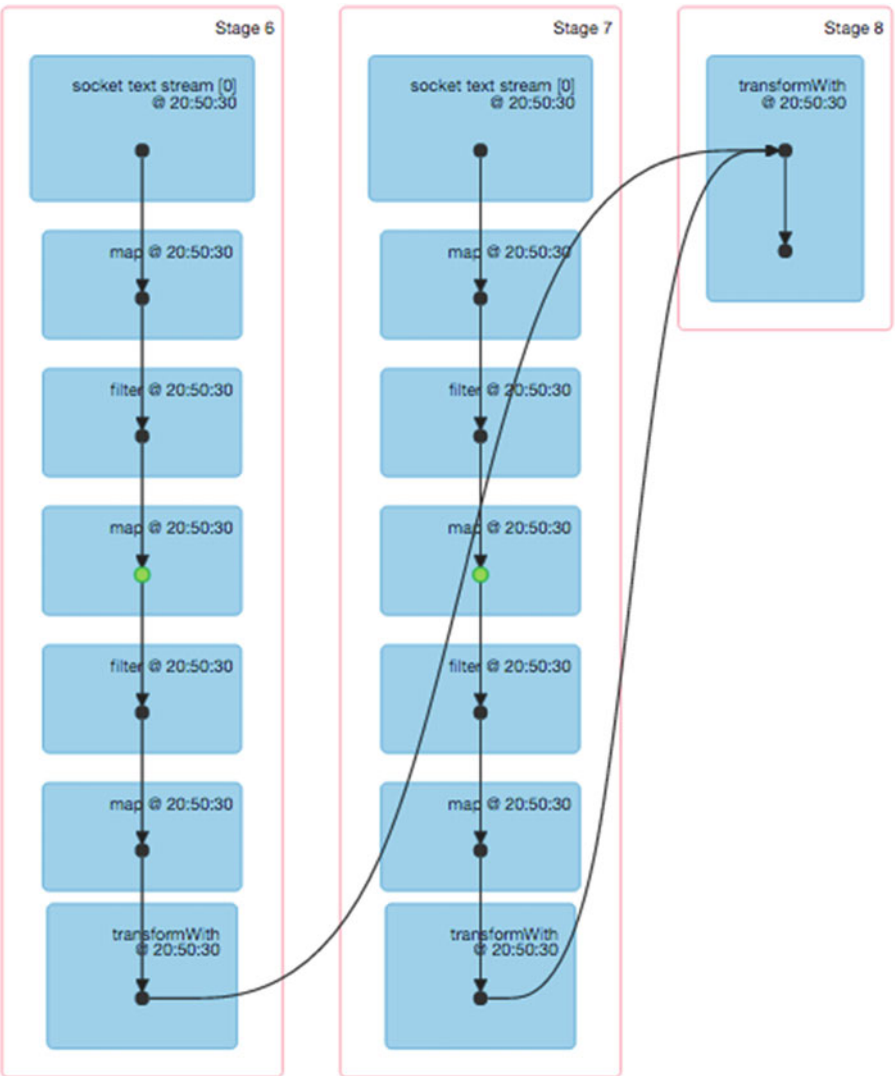 Stage 6
socket text stream [0]
@ 20:50:30
map @ 20:50:30
filter @ 20:50:30
map @ 20:50:30
filter @ 20:50:30
map @ 20:50:30
transformWith
@ 20:50:30
Stage 7
socket text stream [0]
@ 20:50:30
map @ 20:50:30
filter @ 20:50:30
map @ 20:50:30
filter @ 20:50:30
map @ 20:50:30
transformWith
@ 20:50:30
Stage 8
transformWith
@ 20:50:30